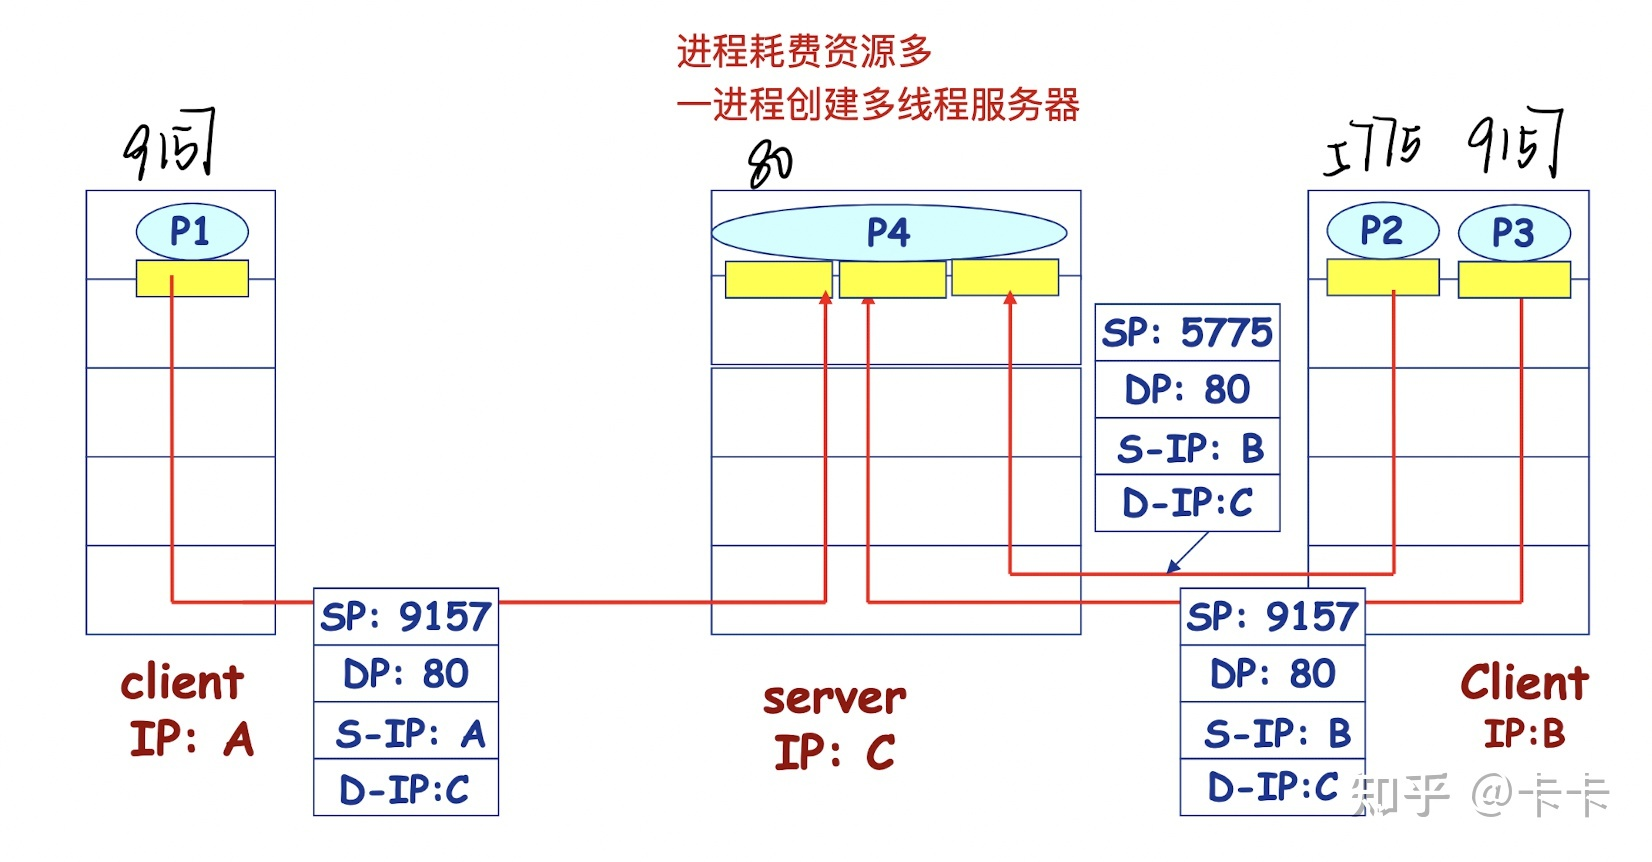 进程耗费资源多
一进程创建多线程服务器
9157
80
5775 9157
P1
P4
P2
P3
SP: 5775
DP: 80
S-IP: B
D-IP:C
SP: 9157
DP: 80
S-IP: A
D-IP:C
SP: 9157
DP: 80
S-IP: B
D-IP:C
client
IP: A
server
IP: C
Client
IP:B
知乎 @卡卡